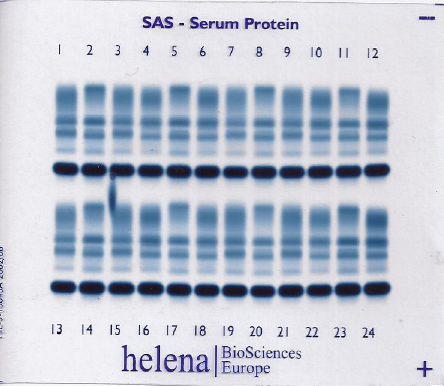 SAS - Serum Protein
1 2 3 4 5 6 7 8 9 10 11 12
13 14 15 16 17 18 19 20 21 22 23 24
helena BioSciences
Europe